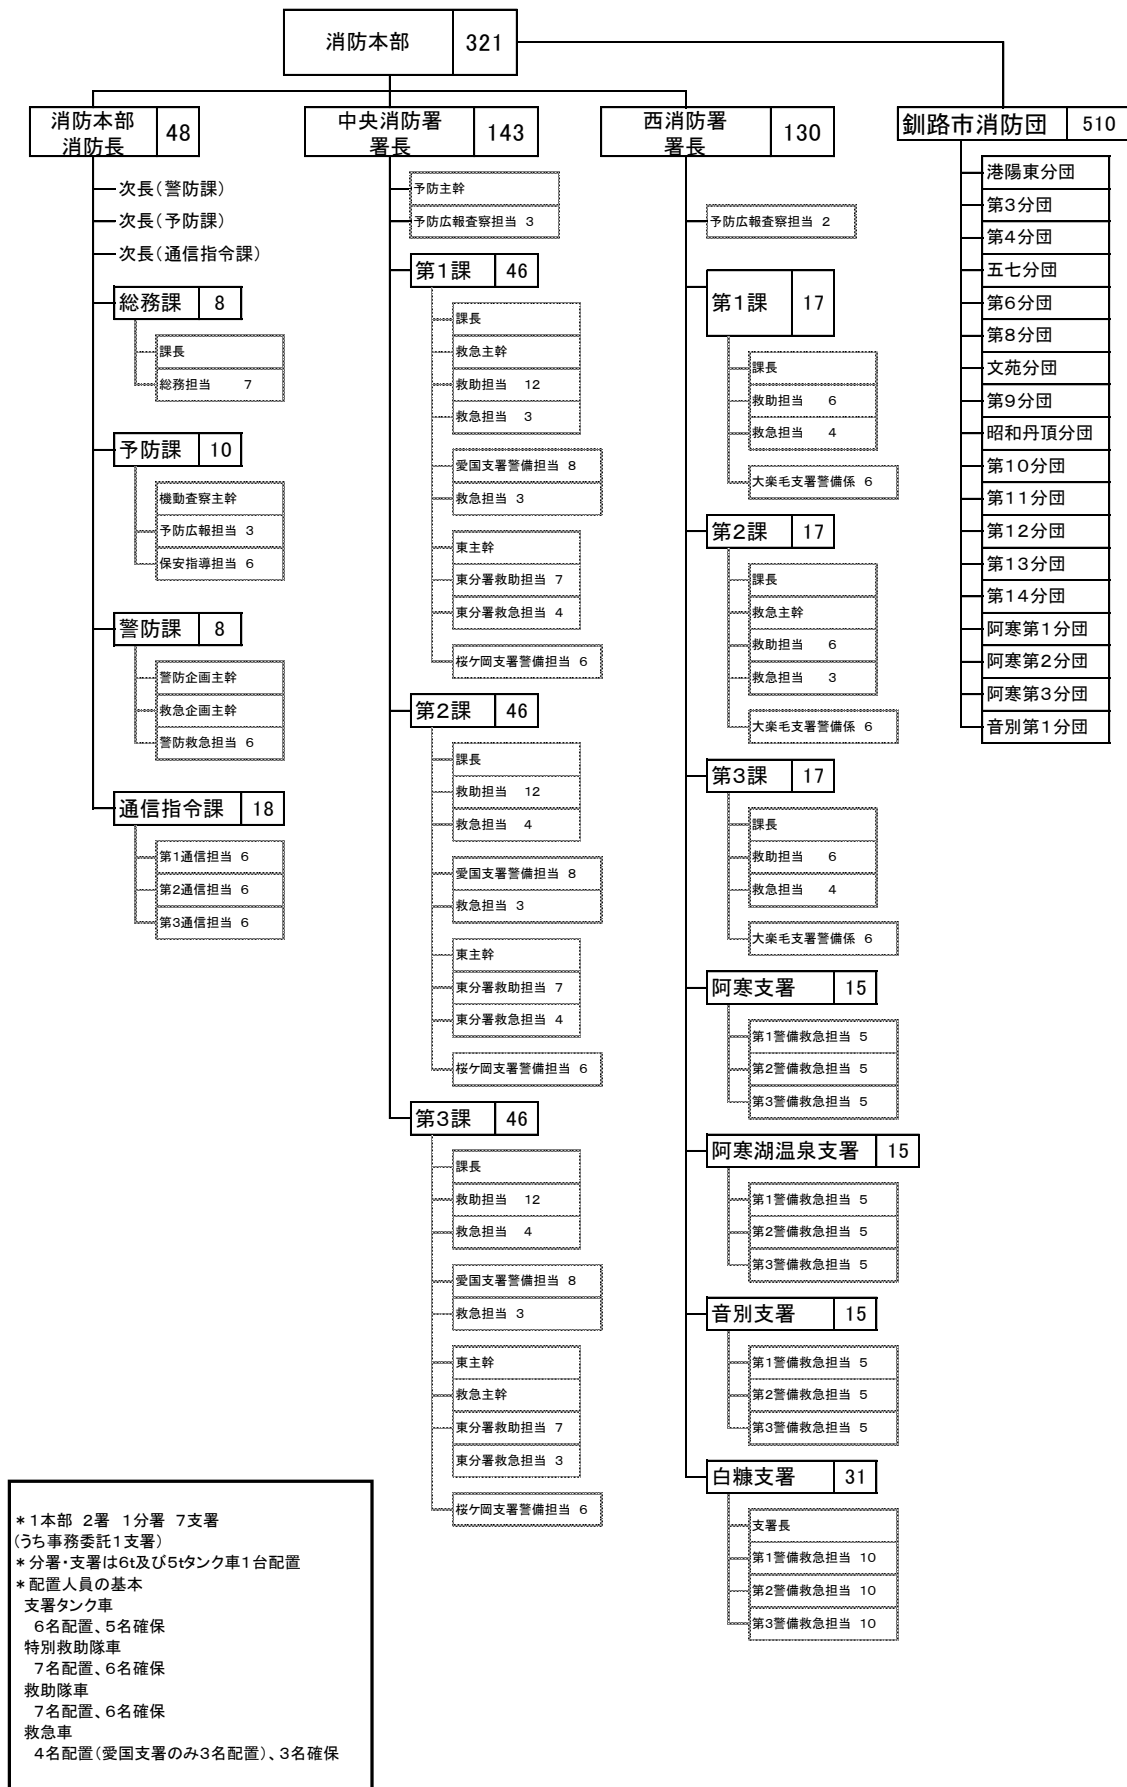 消防本部 321
消防本部
消防長 48
次長(警防課)
次長(予防課)
次長(通信指令課)
総務課 8
課長
総務担当 7
予防課 10
機動査察主幹
予防広報担当 3
保安指導担当 6
警防課 8
警防企画主幹
救急企画主幹
警防救急担当 6
通信指令課 18
第1通信担当 6
第2通信担当 6
第3通信担当 6
中央消防署
署長 143
予防主幹
予防広報査察担当 3
第1課 46
課長
救急主幹
救助担当 12
救急担当 3
愛国支署警備担当 8
救急担当 3
東主幹
東分署救助担当 7
東分署救急担当 4
桜ケ岡支署警備担当 6
第2課 46
課長
救助担当 12
救急担当 4
愛国支署警備担当 8
救急担当 3
東主幹
東分署救助担当 7
東分署救急担当 4
桜ケ岡支署警備担当 6
第3課 46
課長
救助担当 12
救急担当 4
愛国支署警備担当 8
救急担当 3
東主幹
救急主幹
東分署救助担当 7
東分署救急担当 3
桜ケ岡支署警備担当 6
西消防署
署長 130
予防広報査察担当 2
第1課 17
課長
救助担当 6
救急担当 4
大楽毛支署警備係 6
第2課 17
課長
救急主幹
救助担当 6
救急担当 3
大楽毛支署警備係 6
第3課 17
課長
救助担当 6
救急担当 4
大楽毛支署警備係 6
阿寒支署 15
第1警備救急担当 5
第2警備救急担当 5
第3警備救急担当 5
阿寒湖温泉支署 15
第1警備救急担当 5
第2警備救急担当 5
第3警備救急担当 5
音別支署 15
第1警備救急担当 5
第2警備救急担当 5
第3警備救急担当 5
白糠支署 31
支署長
第1警備救急担当 10
第2警備救急担当 10
第3警備救急担当 10
釧路市消防団 510
港陽東分団
第3分団
第4分団
五七分団
第6分団
第8分団
文苑分団
第9分団
昭和丹頂分団
第10分団
第11分団
第12分団
第13分団
第14分団
阿寒第1分団
阿寒第2分団
阿寒第3分団
音別第1分団
*1本部 2署 1分署 7支署
(うち事務委託1支署)
*分署・支署は6t及び5tタンク車1台配置
*配置人員の基本
支署タンク車
6名配置、5名確保
特別救助隊車
7名配置、6名確保
救助隊車
7名配置、6名確保
救急車
4名配置(愛国支署のみ3名配置)、3名確保